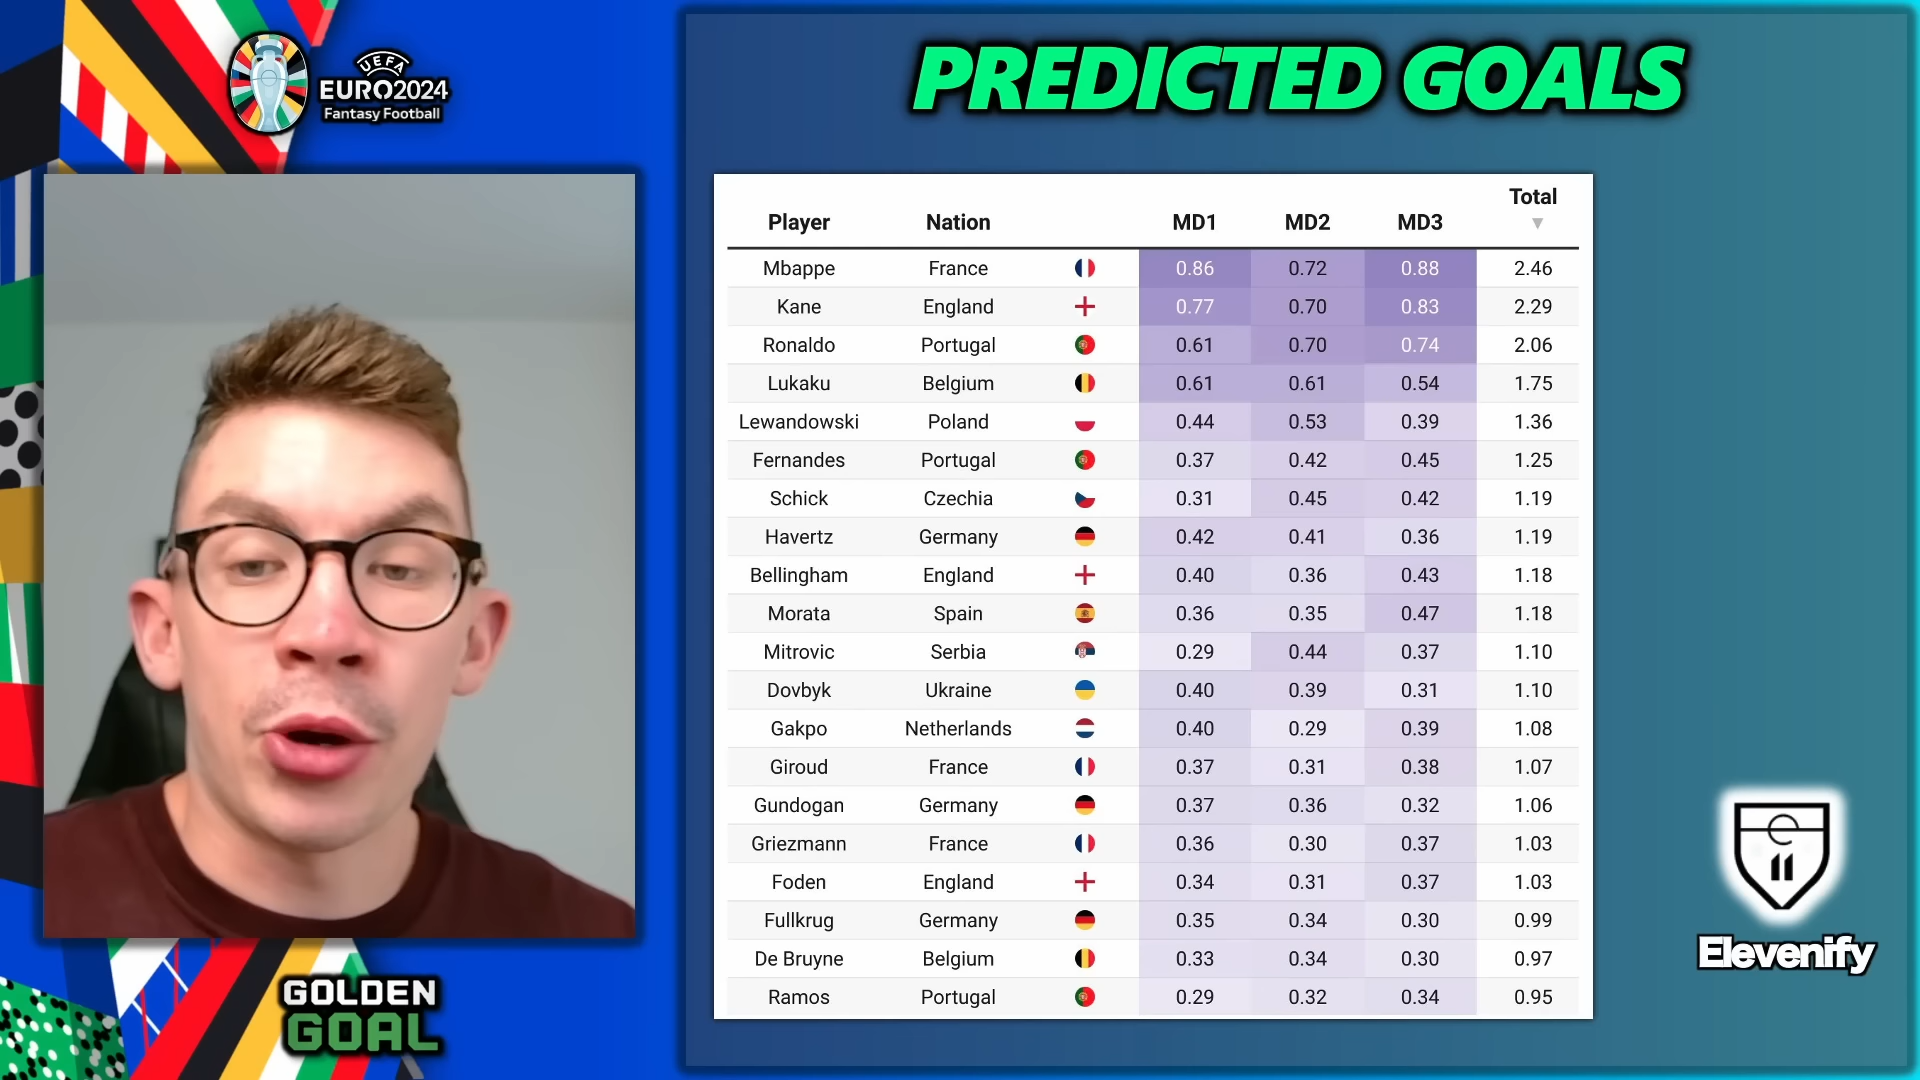 UEFA
EURO2024
Fantasy Football
PREDICTED GOALS
Player Nation MD1 MD2 MD3 Total
Mbappe France 0.86 0.72 0.88 2.46
Kane England 0.77 0.70 0.83 2.29
Ronaldo Portugal 0.61 0.70 0.74 2.06
Lukaku Belgium 0.61 0.61 0.54 1.75
Lewandowski Poland 0.44 0.53 0.39 1.36
Fernandes Portugal 0.37 0.42 0.45 1.25
Schick Czechia 0.31 0.45 0.42 1.19
Havertz Germany 0.42 0.41 0.36 1.19
Bellingham England 0.40 0.36 0.43 1.18
Morata Spain 0.36 0.35 0.47 1.18
Mitrovic Serbia 0.29 0.44 0.37 1.10
Dovbyk Ukraine 0.40 0.39 0.31 1.10
Gakpo Netherlands 0.40 0.29 0.39 1.08
Giroud France 0.37 0.31 0.38 1.07
Gundogan Germany 0.37 0.36 0.32 1.06
Griezmann France 0.36 0.30 0.37 1.03
Foden England 0.34 0.31 0.37 1.03
Fullkrug Germany 0.35 0.34 0.30 0.99
De Bruyne Belgium 0.33 0.34 0.30 0.97
Ramos Portugal 0.29 0.32 0.34 0.95
11
Elevenify
GOLDEN
GOAL